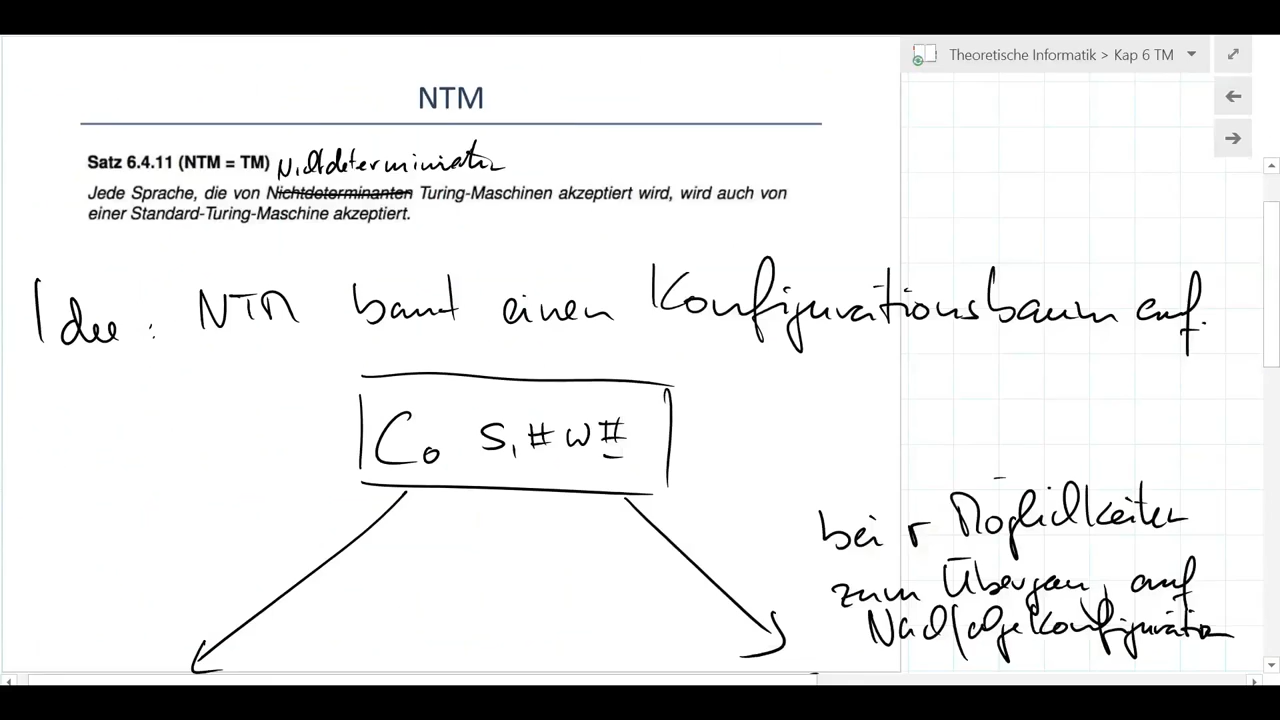 Theoretische Informatik > Kap 6 TM
NTM
Satz 6.4.11 (NTM = TM) Nichtdeterministischen
Jede Sprache, die von Nichtdeterminanten Turing-Maschinen akzeptiert wird, wird auch von
einer Standard-Turing-Maschine akzeptiert.
Idee: NTM baut einen Konfigurationsbaum auf.
C₀ s, # w #
bei r Möglichkeiten
zum Übergang auf
Nachfolgekonfiguration